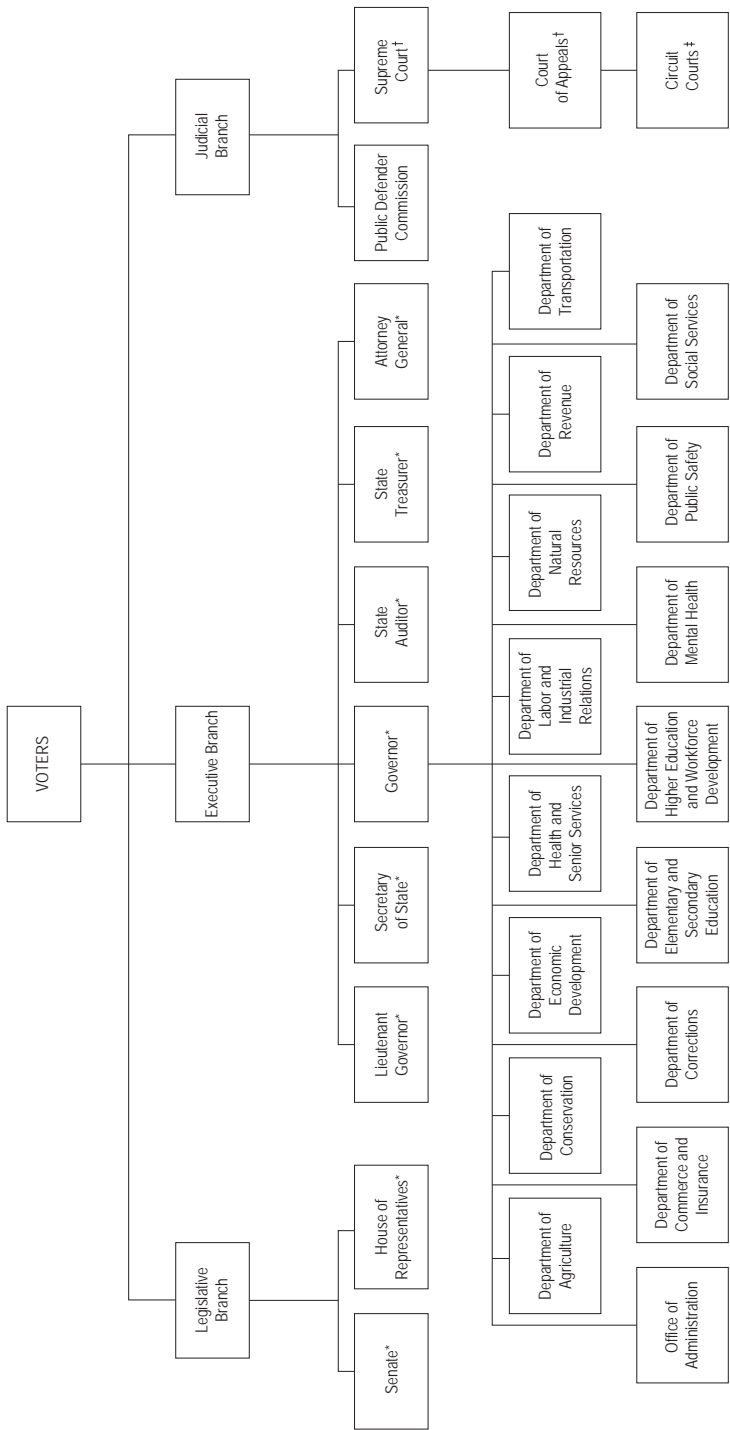 VOTERS
Legislative
Branch
Executive Branch
Judicial
Branch
Senate*
House of
Representatives*
Lieutenant
Governor*
Secretary
of State*
Governor*
State
Auditor*
State
Treasurer*
Attorney
General*
Public Defender
Commission
Supreme
Court†
Department of
Agriculture
Department of
Conservation
Department of
Economic
Development
Department of
Health and
Senior Services
Department of
Labor and
Industrial
Relations
Department of
Natural
Resources
Department of
Revenue
Department of
Transportation
Court
of Appeals†
Office of
Administration
Department of
Commerce and
Insurance
Department of
Corrections
Department of
Elementary and
Secondary
Education
Department of
Higher Education
and Workforce
Development
Department of
Mental Health
Department of
Public Safety
Department of
Social Services
Circuit
Courts ‡